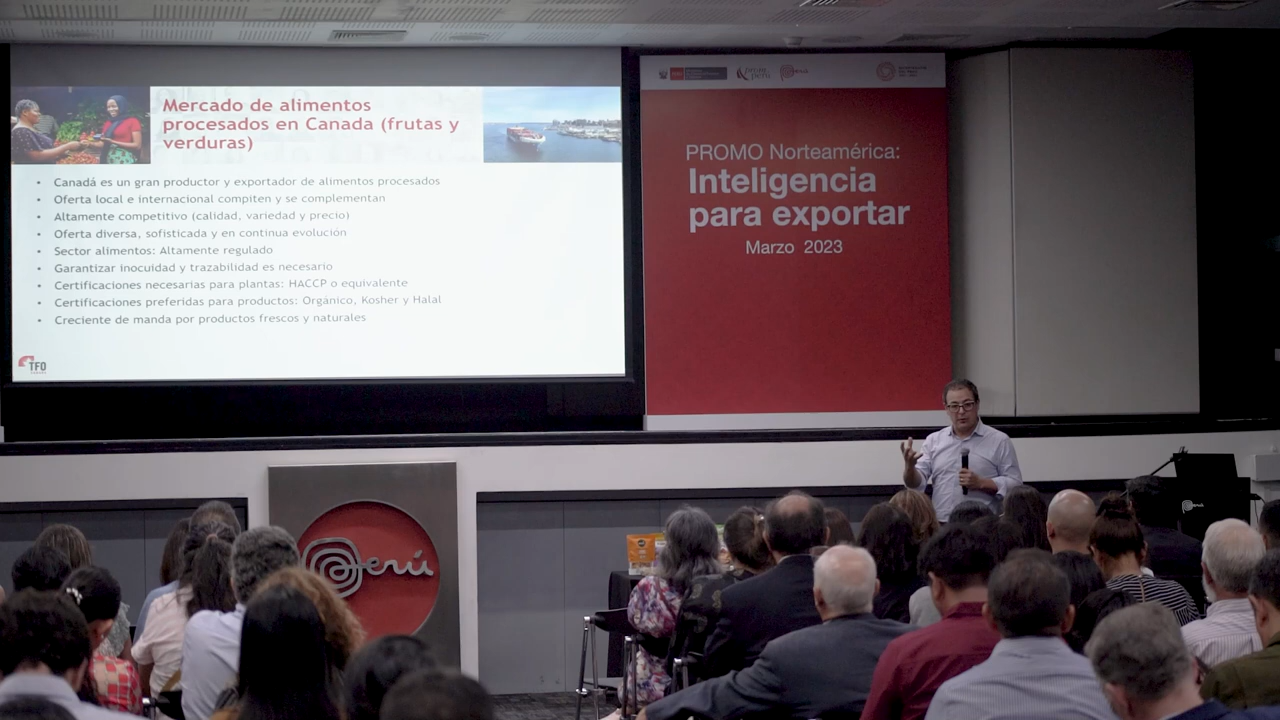 Mercado de alimentos
procesados en Canada (frutas y
verduras)
• Canadá es un gran productor y exportador de alimentos procesados
• Oferta local e internacional compiten y se complementan
• Altamente competitivo (calidad, variedad y precio)
• Oferta diversa, sofisticada y en continua evolución
• Sector alimentos: Altamente regulado
• Garantizar inocuidad y trazabilidad es necesario
• Certificaciones necesarias para plantas: HACCP o equivalente
• Certificaciones preferidas para productos: Orgánico, Kosher y Halal
• Creciente de manda por productos frescos y naturales
TFO
CANADA
PERÚ
PROMO Norteamérica:
Inteligencia
para exportar
Marzo 2023
Perú
PERÚ